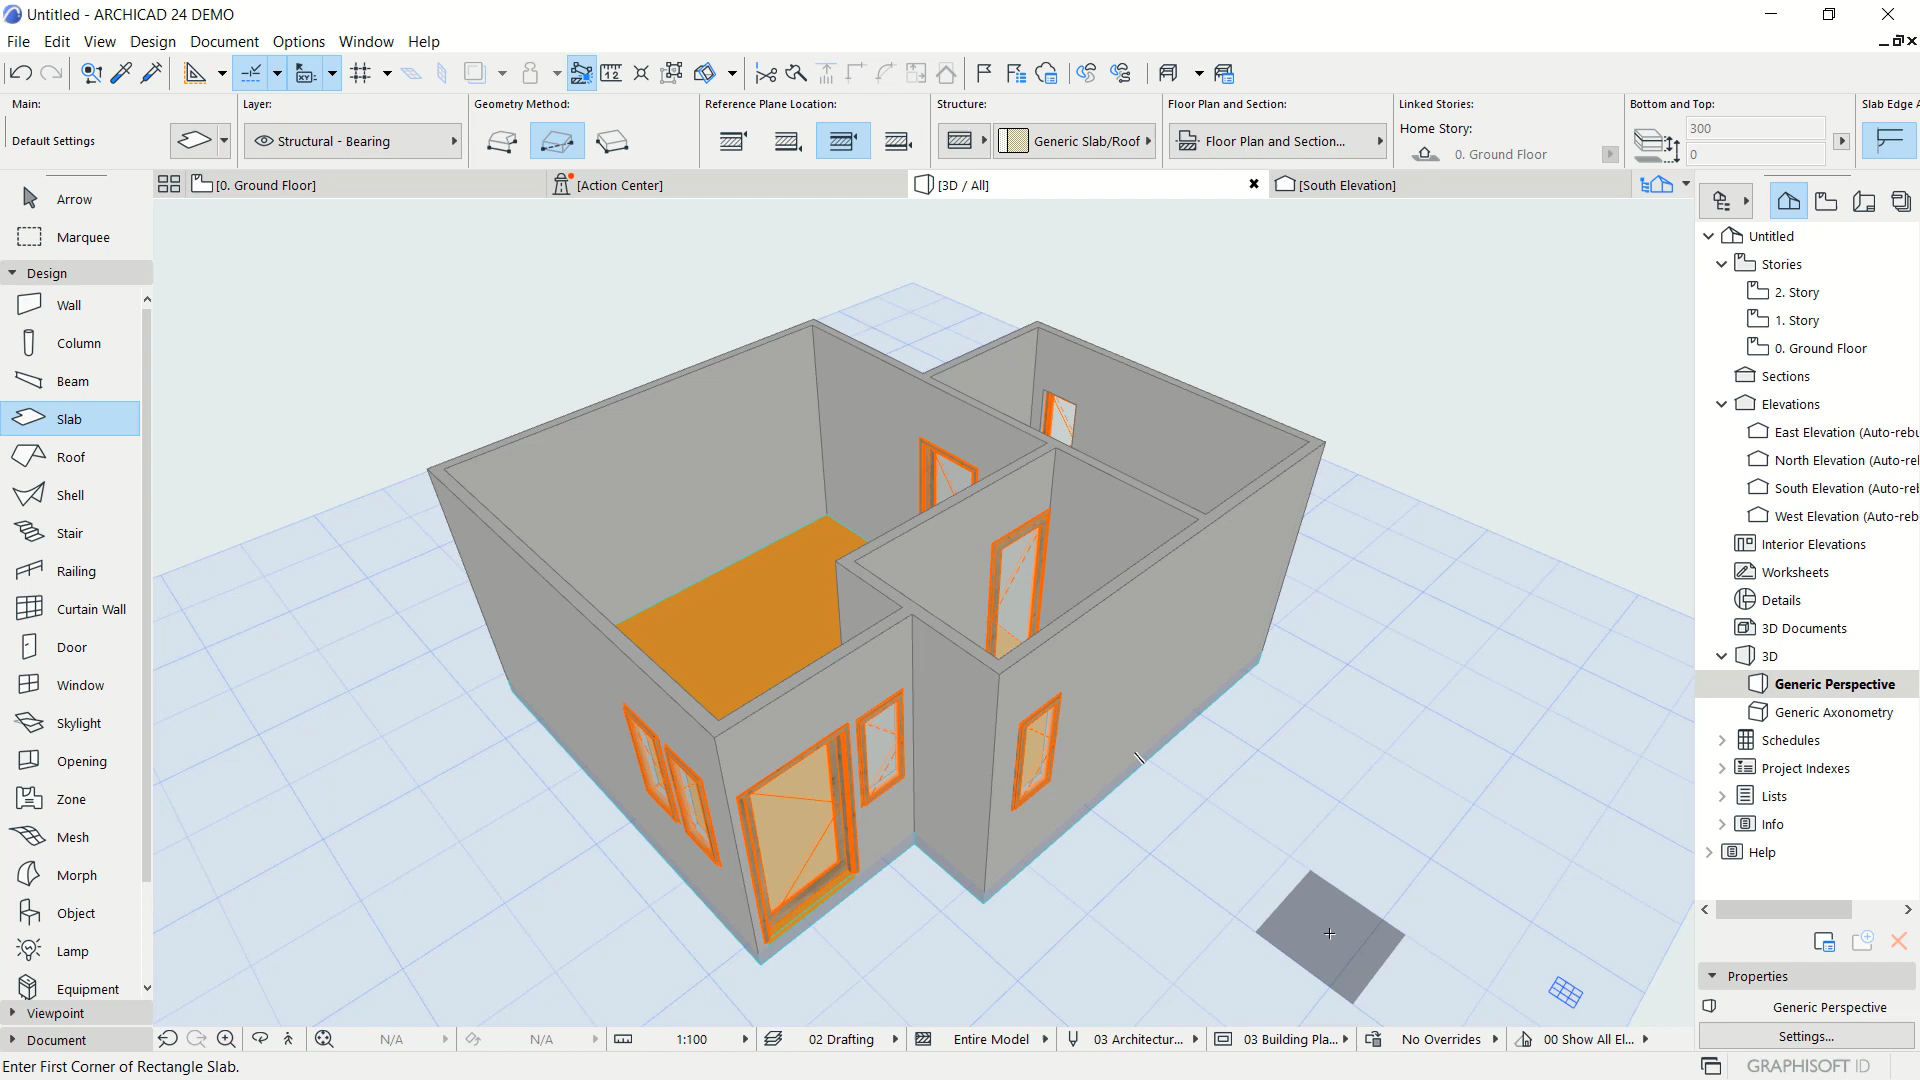 Untitled - ARCHICAD 24 DEMO
File Edit View Design Document Options Window Help
Main: Layer: Geometry Method: Reference Plane Location: Structure: Floor Plan and Section: Linked Stories: Bottom and Top: Slab Edge A
Default Settings Structural - Bearing Generic Slab/Roof Floor Plan and Section... Home Story: 300
0. Ground Floor 0
[0. Ground Floor] [Action Center] [3D / All] [South Elevation]
Arrow
Marquee
Design
Wall
Column
Beam
Slab
Roof
Shell
Stair
Railing
Curtain Wall
Door
Window
Skylight
Opening
Zone
Mesh
Morph
Object
Lamp
Equipment
Viewpoint
Document
Untitled
Stories
2. Story
1. Story
0. Ground Floor
Sections
Elevations
East Elevation (Auto-rebu
North Elevation (Auto-rel
South Elevation (Auto-rel
West Elevation (Auto-reb
Interior Elevations
Worksheets
Details
3D Documents
3D
Generic Perspective
Generic Axonometry
Schedules
Project Indexes
Lists
Info
Help
Properties
Generic Perspective
Settings...
N/A N/A 1:100 02 Drafting Entire Model 03 Architectur... 03 Building Pla... No Overrides 00 Show All El...
Enter First Corner of Rectangle Slab.
GRAPHISOFT ID